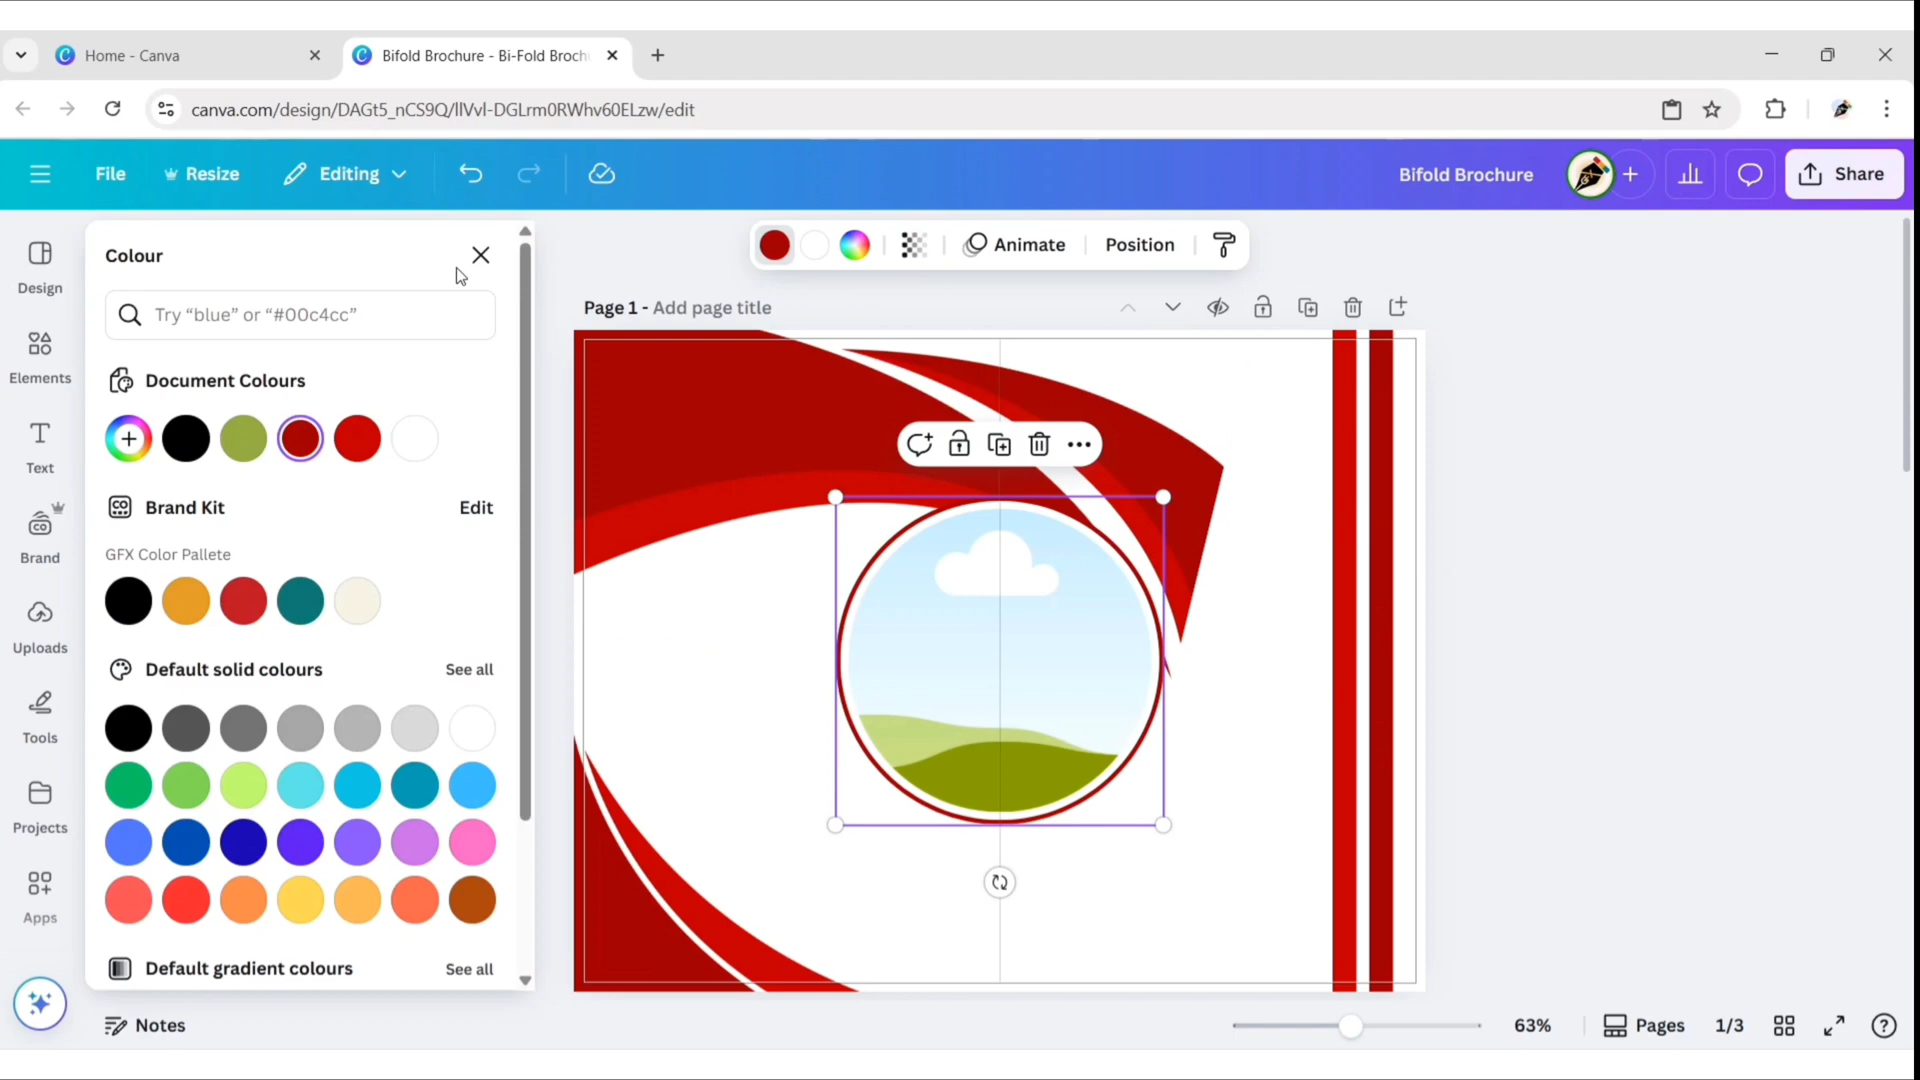 Home - Canva
Bifold Brochure - Bi-Fold Broch
canva.com/design/DAGt5_nCS9Q/llVvl-DGLrm0RWhv60ELzw/edit
File
Resize
Editing
Bifold Brochure
Share
Design
Elements
Text
Brand
Uploads
Tools
Projects
Apps
Colour
Try “blue” or “#00c4cc”
Document Colours
Brand Kit
Edit
GFX Color Pallete
Default solid colours
See all
Default gradient colours
See all
Animate
Position
Page 1 - Add page title
Notes
63%
Pages
1/3